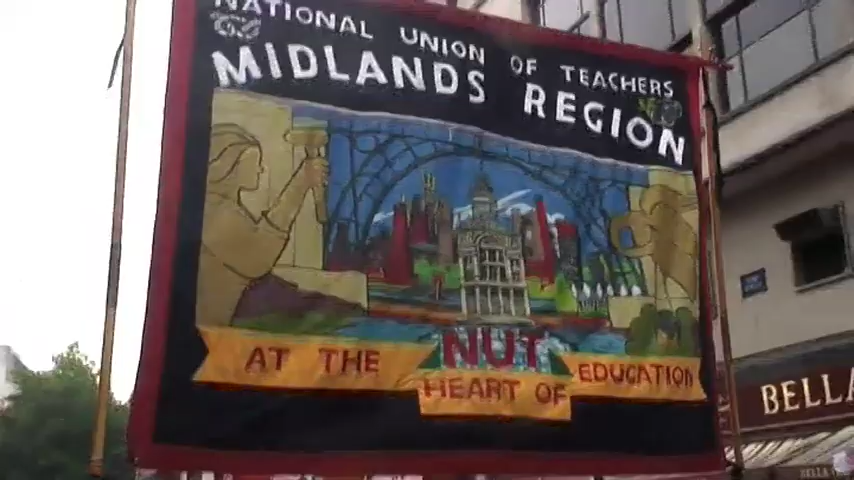 NATIONAL UNION OF TEACHERS
MIDLANDS REGION
NUT
AT THE HEART OF EDUCATION
BELLA